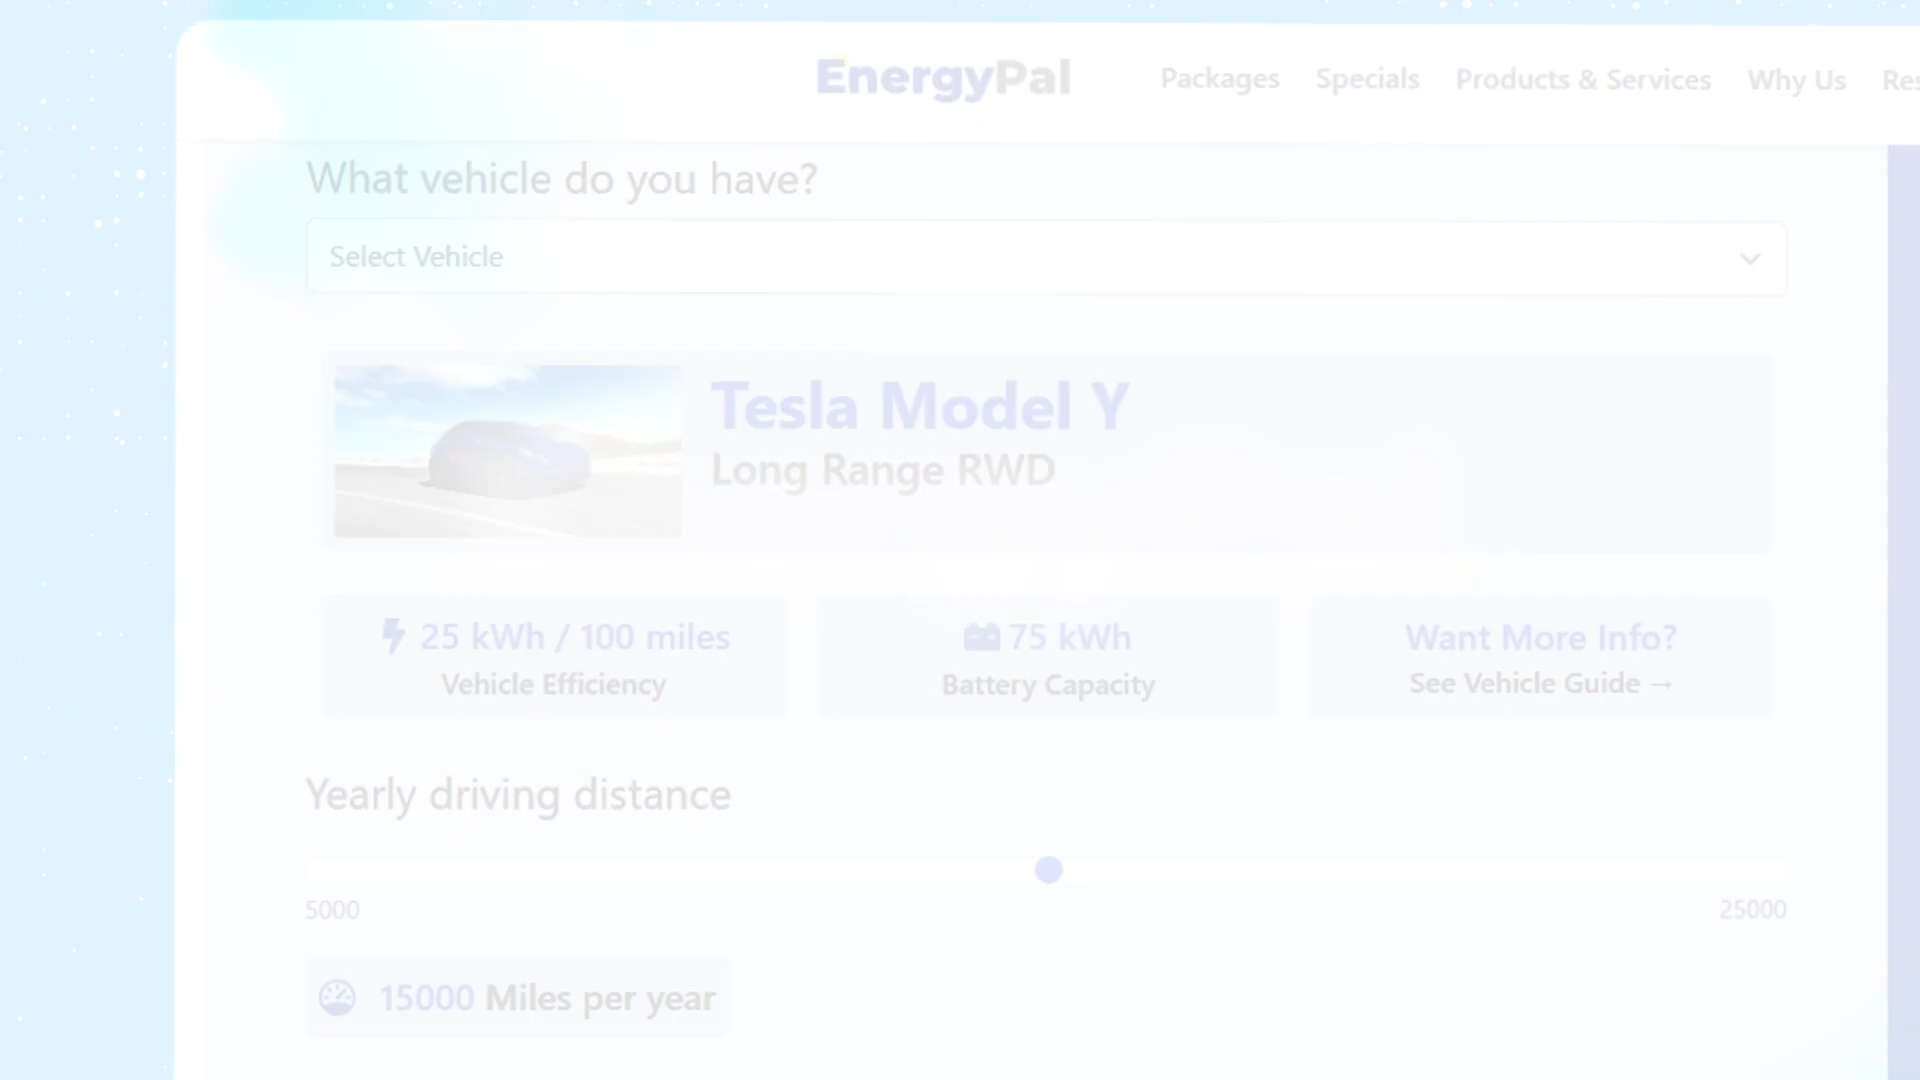 EnergyPal
Packages Specials Products & Services Why Us Res
What vehicle do you have?
Select Vehicle
Tesla Model Y
Long Range RWD
25 kWh / 100 miles
Vehicle Efficiency
75 kWh
Battery Capacity
Want More Info?
See Vehicle Guide →
Yearly driving distance
5000
25000
15000 Miles per year